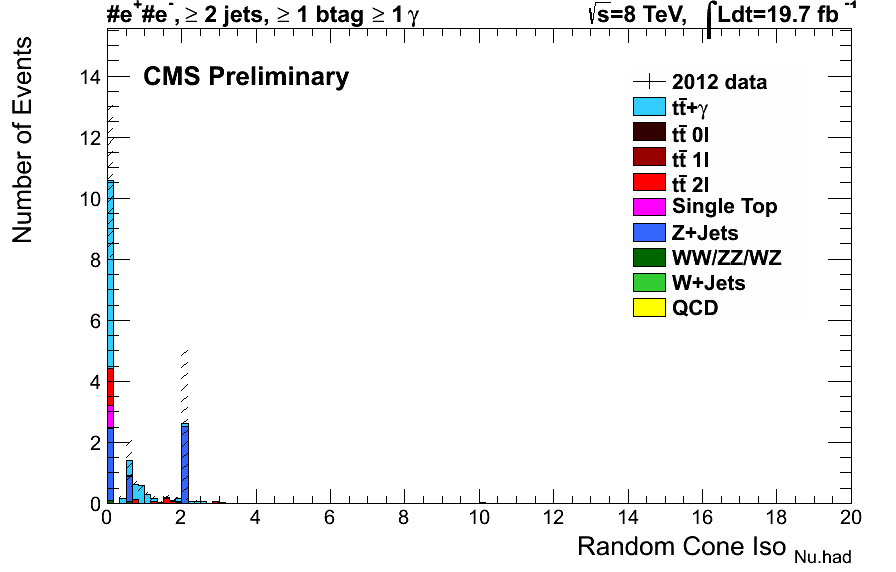 #e⁺#e⁻, ≥ 2 jets, ≥ 1 btag ≥ 1 γ
√s=8 TeV, ∫Ldt=19.7 fb⁻¹
Number of Events
CMS Preliminary
2012 data
tt̄+γ
tt̄ 0l
tt̄ 1l
tt̄ 2l
Single Top
Z+Jets
WW/ZZ/WZ
W+Jets
QCD
14
12
10
8
6
4
2
0
0 2 4 6 8 10 12 14 16 18 20
Random Cone Iso Nu.had